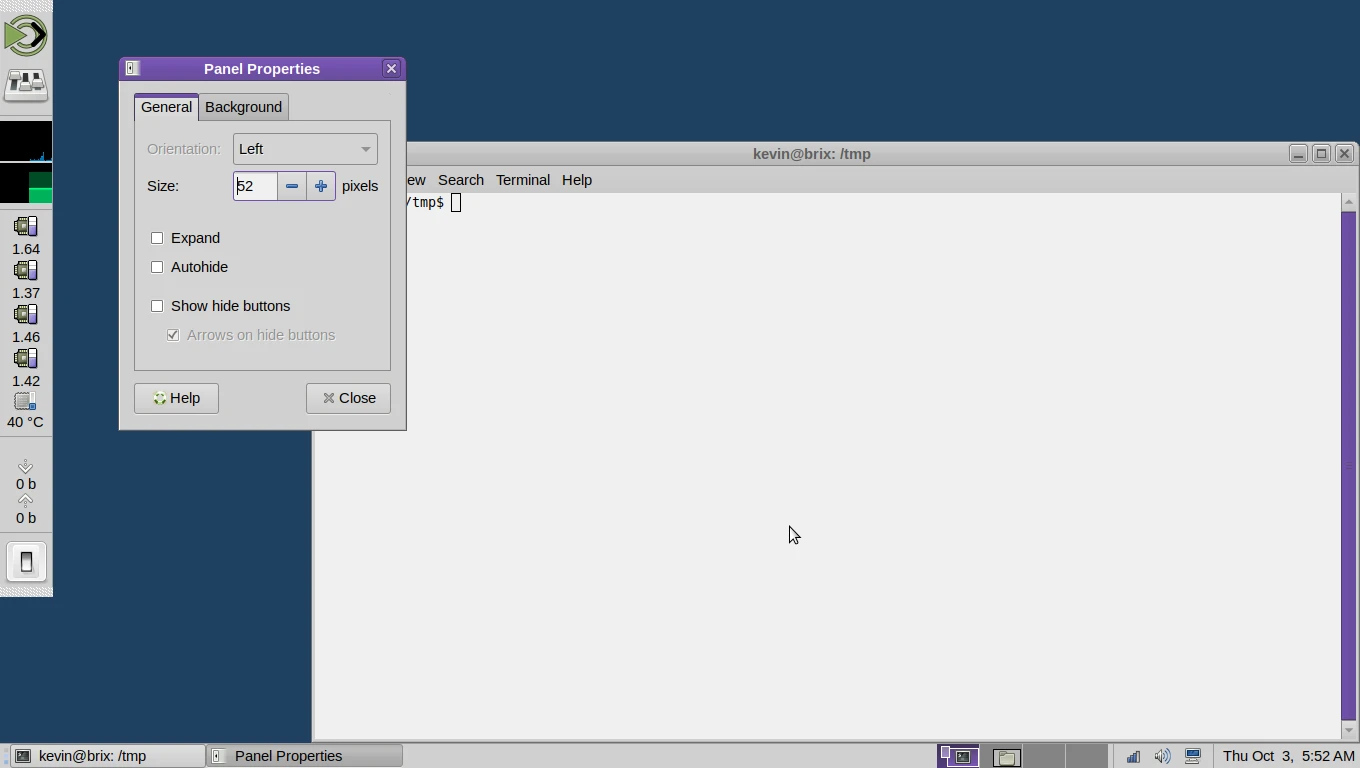 Panel Properties
General Background
Orientation: Left
Size: 52 pixels
Expand
Autohide
Show hide buttons
Arrows on hide buttons
Help Close
kevin@brix: /tmp
ew Search Terminal Help
/tmp$
1.64
1.37
1.46
1.42
40 °C
0 b
0 b
kevin@brix: /tmp Panel Properties Thu Oct 3, 5:52 AM